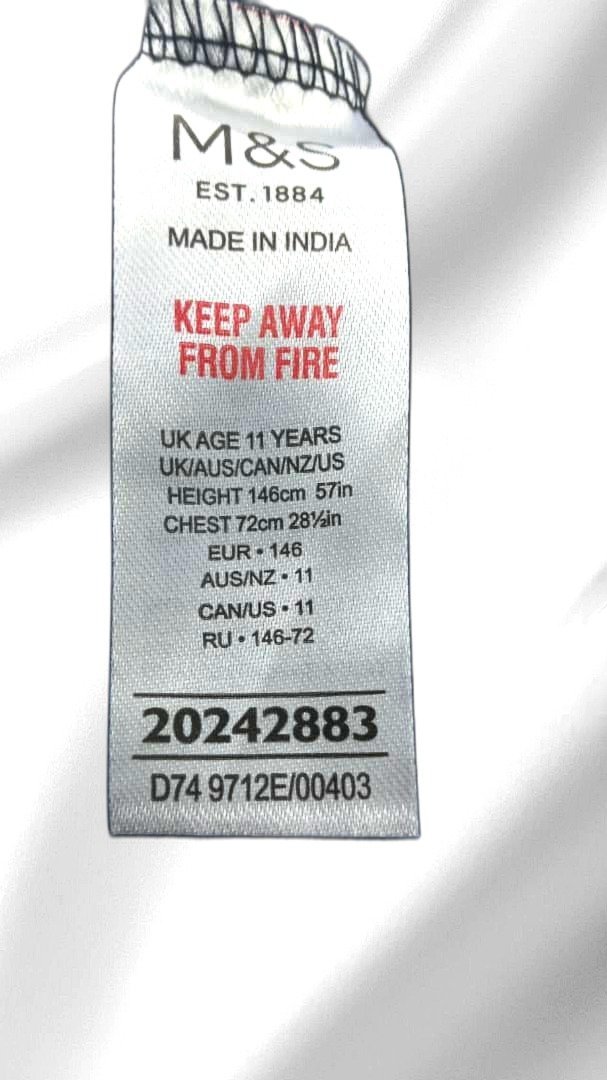 M&S
EST. 1884
MADE IN INDIA
KEEP AWAY
FROM FIRE
UK AGE 11 YEARS
UK/AUS/CAN/NZ/US
HEIGHT 146cm 57in
CHEST 72cm 28½in
EUR • 146
AUS/NZ • 11
CAN/US • 11
RU • 146-72
20242883
D74 9712E/00403